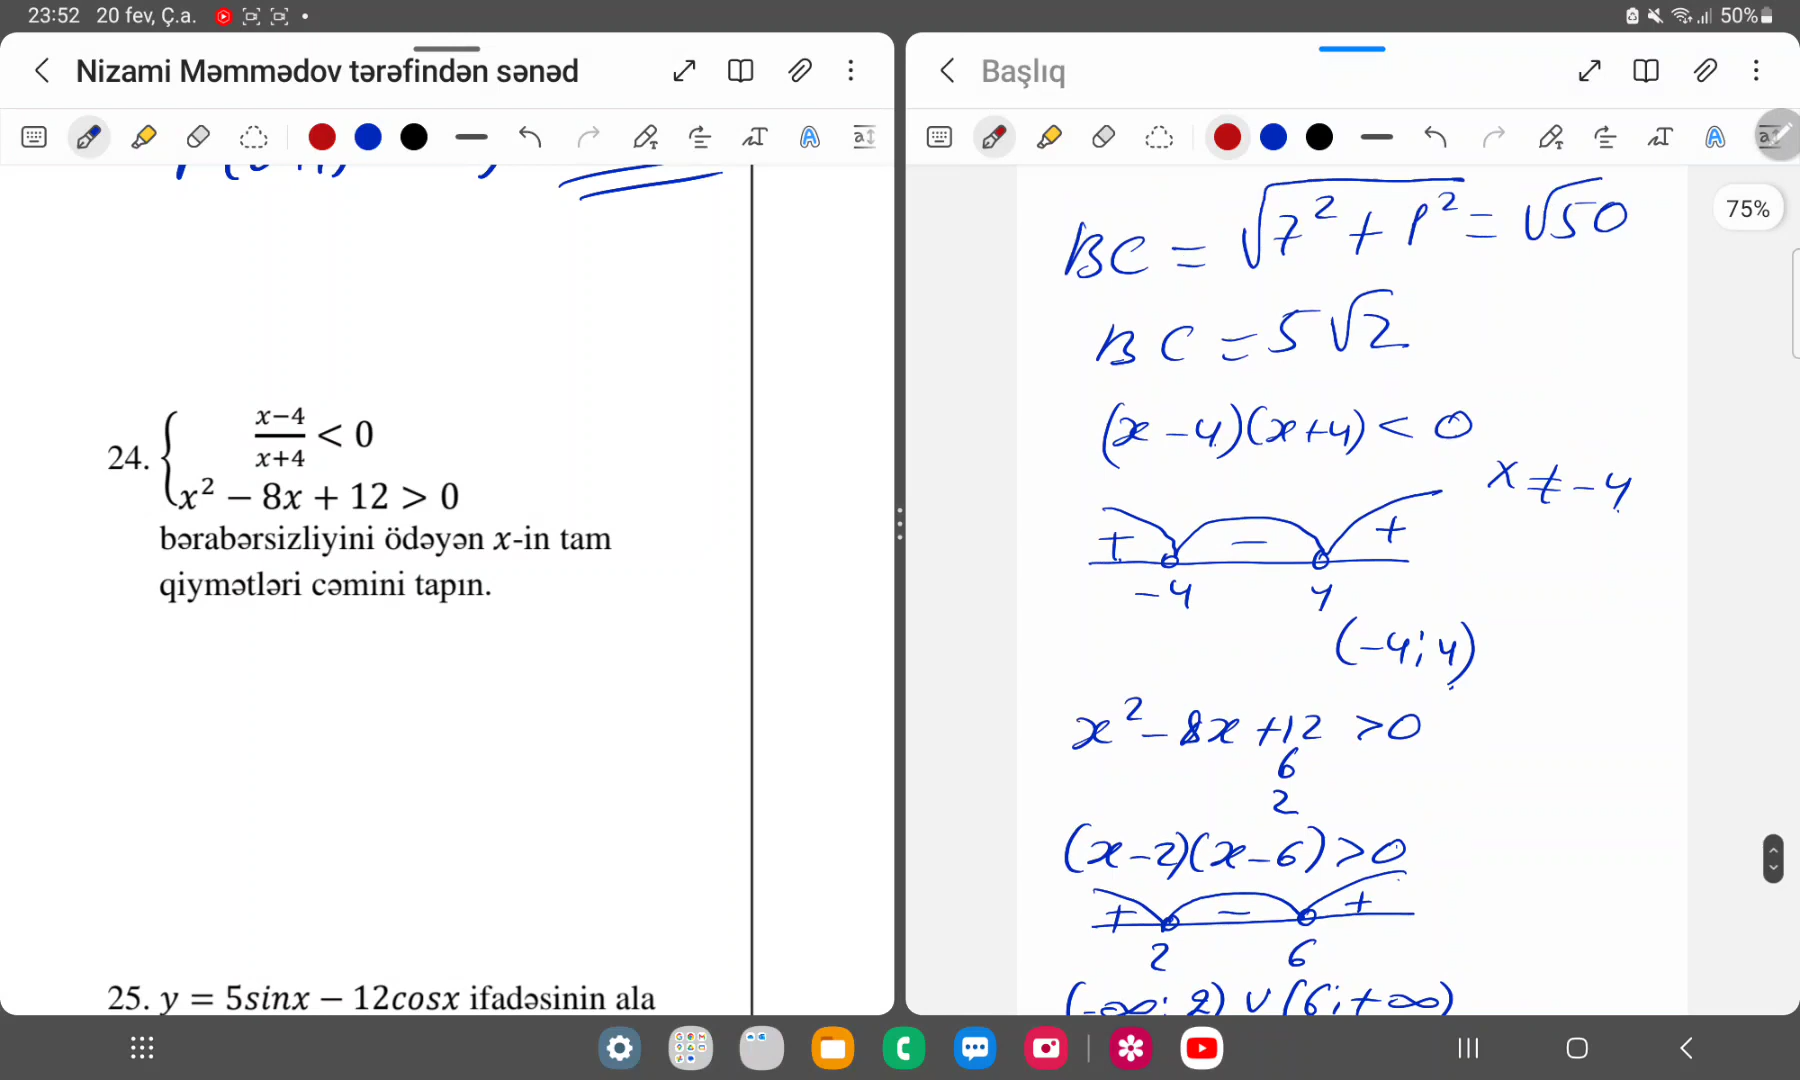 23:52 20 fev, Ç.a.
50%
Nizami Məmmədov tərəfindən sənəd
24. { x−4/x+4 < 0
x² − 8x + 12 > 0
bərabərsizliyini ödəyən x-in tam
qiymətləri cəmini tapın.
25. y = 5sinx − 12cosx ifadəsinin ala
Başlıq
75%
BC = √7² + 1² = √50
BC = 5√2
(x − 4)(x + 4) < 0
x ≠ −4
+ − +
−4 4
(−4; 4)
x² − 8x + 12 > 0
6
2
(x − 2)(x − 6) > 0
+ − +
2 6
(−∞; 2) ∪ (6; +∞)